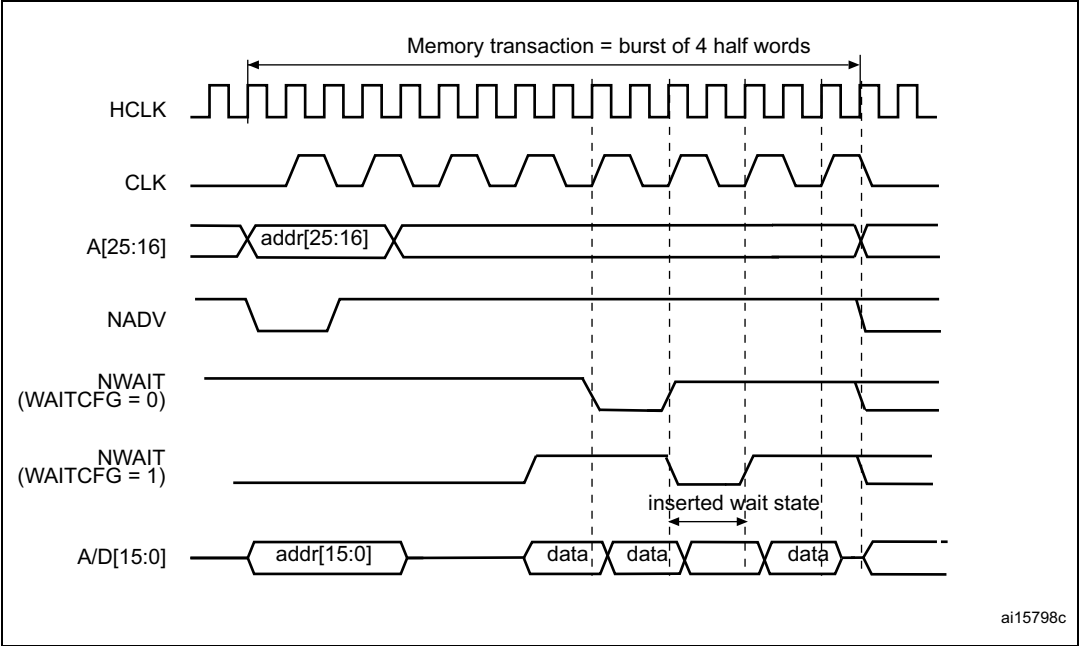 Memory transaction = burst of 4 half words
HCLK
CLK
A[25:16]
addr[25:16]
NADV
NWAIT
(WAITCFG = 0)
NWAIT
(WAITCFG = 1)
inserted wait state
A/D[15:0]
addr[15:0]
data
data
data
ai15798c